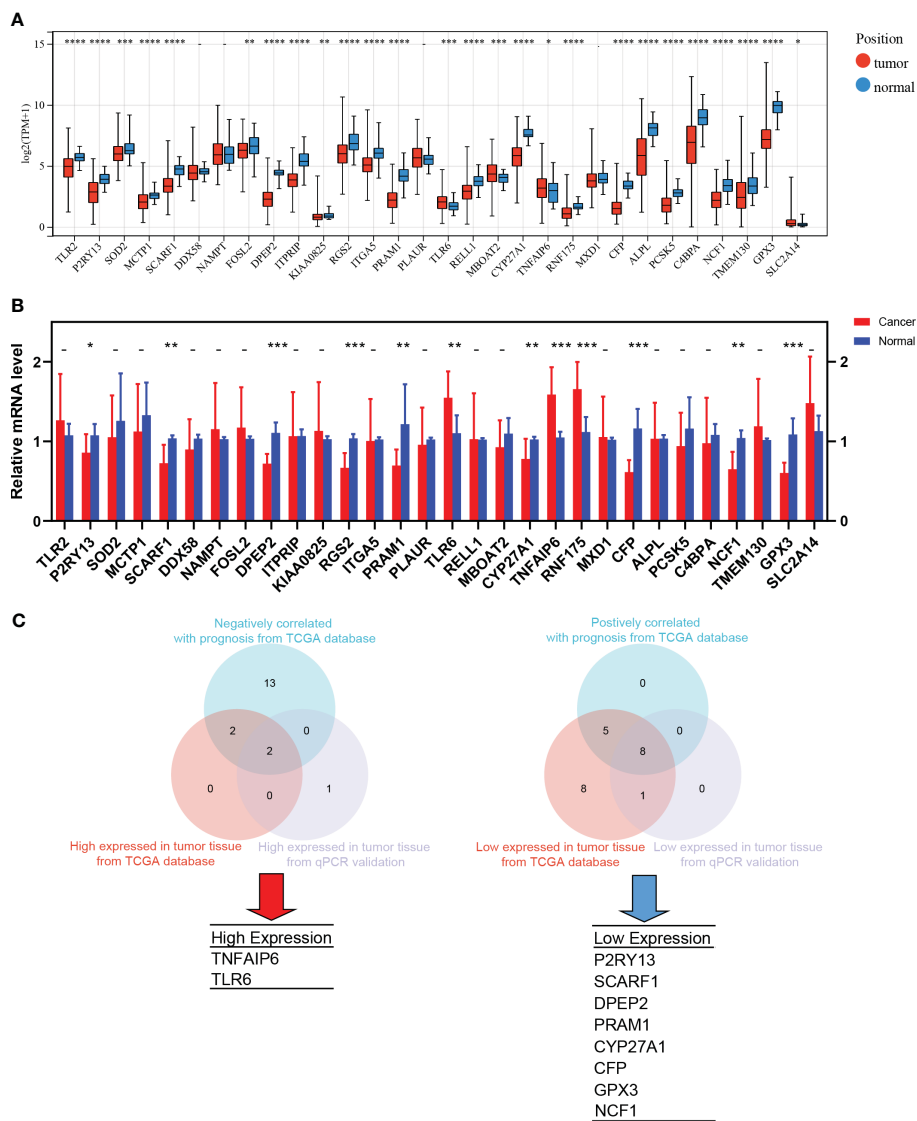 A
**** **** *** **** **** - - ** **** **** ** **** **** **** - *** **** *** **** * **** . **** **** **** **** **** **** **** *
Position
tumor
normal
log2(TPM+1)
15
10
5
0
TLR2 P2RY13 SOD2 MCTP1 SCARF1 DDX58 NAMPT FOSL2 DPEP2 ITPRIP KIAA0825 RGS2 ITGA5 PRAM1 PLAUR TLR6 RELL1 MBOAT2 CYP27A1 TNFAIP6 RNF175 MXD1 CFP ALPL PCSK5 C4BPA NCF1 TMEM130 GPX3 SLC2A14
B
Cancer
Normal
- * - - ** - - - *** - - *** - ** - ** - - ** *** *** - *** - - - ** - *** -
Relative mRNA level
2 2
1 1
0 0
TLR2 P2RY13 SOD2 MCTP1 SCARF1 DDX58 NAMPT FOSL2 DPEP2 ITPRIP KIAA0825 RGS2 ITGA5 PRAM1 PLAUR TLR6 RELL1 MBOAT2 CYP27A1 TNFAIP6 RNF175 MXD1 CFP ALPL PCSK5 C4BPA NCF1 TMEM130 GPX3 SLC2A14
C
Negatively correlated
with prognosis from TCGA database
13
2 0
2
0 0 1
High expressed in tumor tissue
from TCGA database
High expressed in tumor tissue
from qPCR validation
High Expression
TNFAIP6
TLR6
Postively correlated
with prognosis from TCGA database
0
5 0
8
8 1 0
Low expressed in tumor tissue
from TCGA database
Low expressed in tumor tissue
from qPCR validation
Low Expression
P2RY13
SCARF1
DPEP2
PRAM1
CYP27A1
CFP
GPX3
NCF1